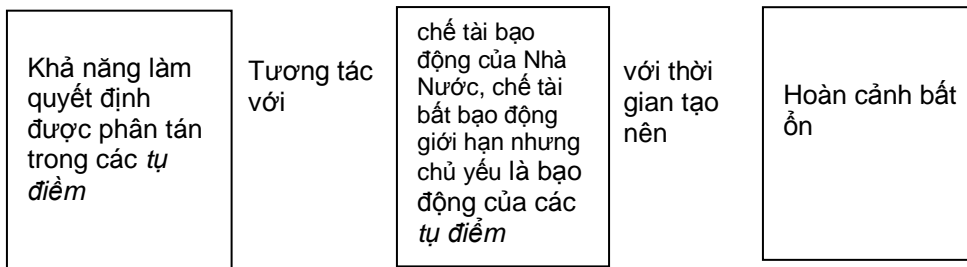 Khả năng làm
quyết định
được phân tán
trong các tụ
điềm
Tương tác
với
chế tài bạo
động của Nhà
Nước, chế tài
bất bạo động
giới hạn nhưng
chủ yếu là bạo
động của các
tụ điểm
với thời
gian tạo
nên
Hoàn cảnh bất
ổn